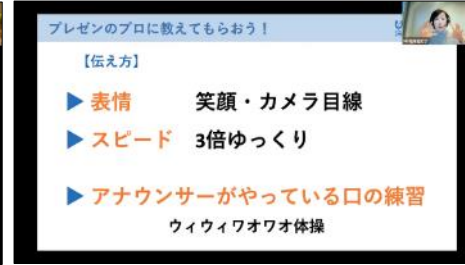 プレゼンのプロに教えてもらおう！
【伝え方】
▶ 表情　　笑顔・カメラ目線
▶ スピード　3倍ゆっくり
▶ アナウンサーがやっている口の練習
ウィウィワオワオ体操